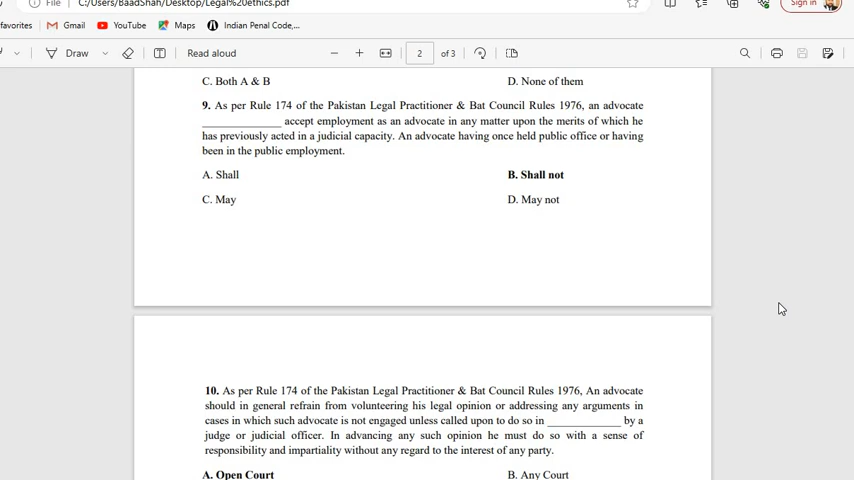 File C:/Users/BaadShah/Desktop/Legal%20ethics.pdf Sign in
favorites Gmail YouTube Maps Indian Penal Code,...
Draw Read aloud 2 of 3
C. Both A & B D. None of them
9. As per Rule 174 of the Pakistan Legal Practitioner & Bat Council Rules 1976, an advocate
______________ accept employment as an advocate in any matter upon the merits of which he
has previously acted in a judicial capacity. An advocate having once held public office or having
been in the public employment.
A. Shall B. Shall not
C. May D. May not
10. As per Rule 174 of the Pakistan Legal Practitioner & Bat Council Rules 1976, An advocate
should in general refrain from volunteering his legal opinion or addressing any arguments in
cases in which such advocate is not engaged unless called upon to do so in _____________ by a
judge or judicial officer. In advancing any such opinion he must do so with a sense of
responsibility and impartiality without any regard to the interest of any party.
A. Open Court B. Any Court